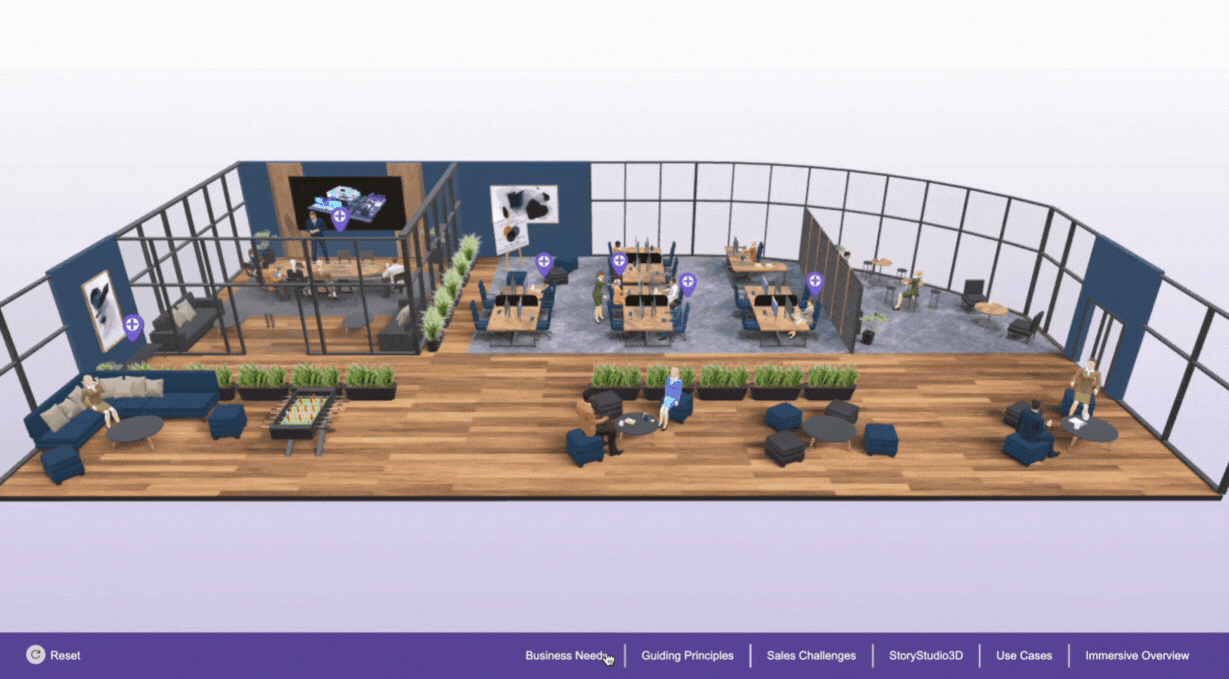 Reset
Business Needs
Guiding Principles
Sales Challenges
StoryStudio3D
Use Cases
Immersive Overview